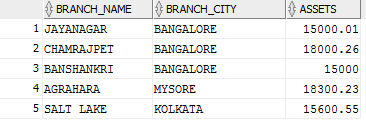 BRANCH_NAME BRANCH_CITY ASSETS
1 JAYANAGAR BANGALORE 15000.01
2 CHAMRAJPET BANGALORE 18000.26
3 BANSHANKRI BANGALORE 15000
4 AGRAHARA MYSORE 18300.23
5 SALT LAKE KOLKATA 15600.55